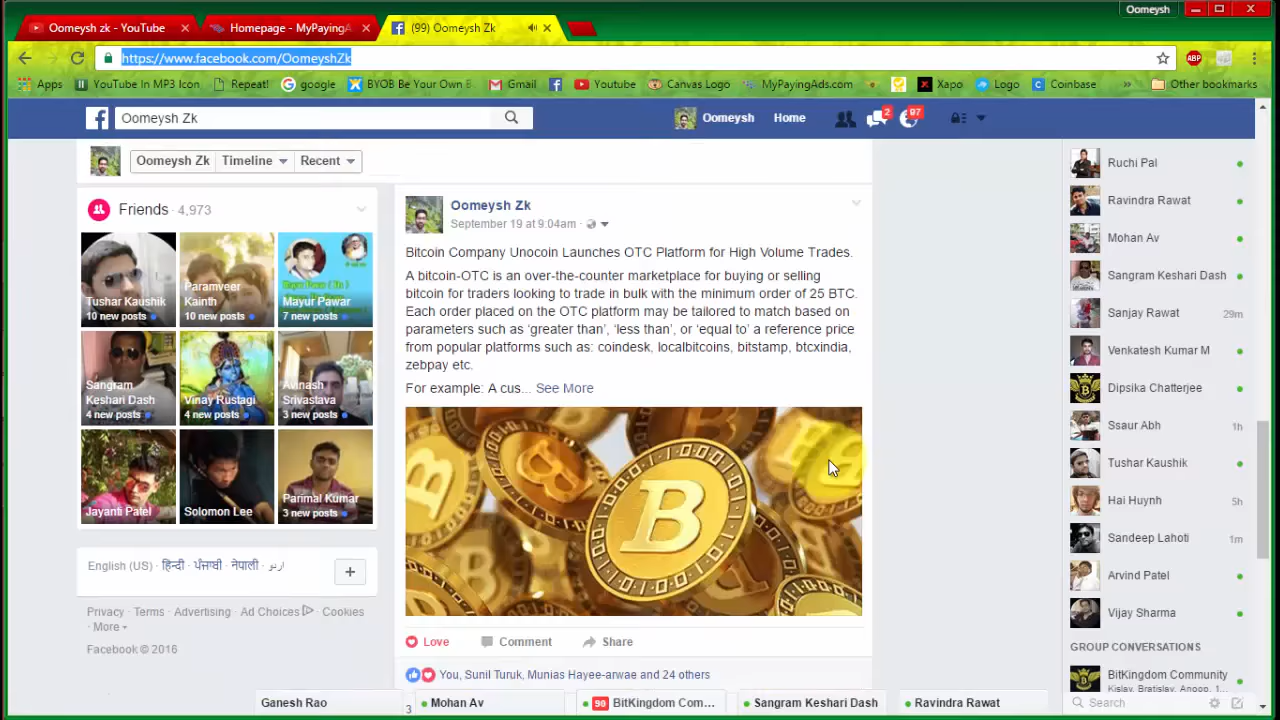 Oomeysh
Oomeysh zk - YouTube
Homepage - MyPayingA
(99) Oomeysh Zk
https://www.facebook.com/OomeyshZk
ABP
Apps
YouTube In MP3 Icon
Repeat!
google
BYOB Be Your Own B
Gmail
Youtube
Canvas Logo
MyPayingAds.com
Xapo
Logo
Coinbase
»
Other bookmarks
Oomeysh Zk
Oomeysh
Home
2
97
Oomeysh Zk
Timeline
Recent
Friends · 4,973
Tushar Kaushik
10 new posts
Paramveer
Kainth
10 new posts
Mayur Pawar
7 new posts
Sangram
Keshari Dash
4 new posts
Vinay Rustagi
4 new posts
Avinash
Srivastava
3 new posts
Jayanti Patel
Solomon Lee
Parimal Kumar
3 new posts
English (US) · हिन्दी · ਪੰਜਾਬੀ · नेपाली · اردو
Privacy · Terms · Advertising · Ad Choices · Cookies
· More
Facebook © 2016
Oomeysh Zk
September 19 at 9:04am ·
Bitcoin Company Unocoin Launches OTC Platform for High Volume Trades.
A bitcoin-OTC is an over-the-counter marketplace for buying or selling
bitcoin for traders looking to trade in bulk with the minimum order of 25 BTC.
Each order placed on the OTC platform may be tailored to match based on
parameters such as ‘greater than’, ‘less than’, or ‘equal to’ a reference price
from popular platforms such as: coindesk, localbitcoins, bitstamp, btcxindia,
zebpay etc.
For example: A cus... See More
Love
Comment
Share
You, Sunil Turuk, Munias Hayee-arwae and 24 others
Ruchi Pal
Ravindra Rawat
Mohan Av
Sangram Keshari Dash
Sanjay Rawat 29m
Venkatesh Kumar M
Dipsika Chatterjee
Ssaur Abh 1h
Tushar Kaushik
Hai Huynh 5h
Sandeep Lahoti 1m
Arvind Patel
Vijay Sharma
GROUP CONVERSATIONS
BitKingdom Community
Kislay, Bratislav, Anoop, 1...
Search
Ganesh Rao
3
Mohan Av
90 BitKingdom Com...
Sangram Keshari Dash
Ravindra Rawat